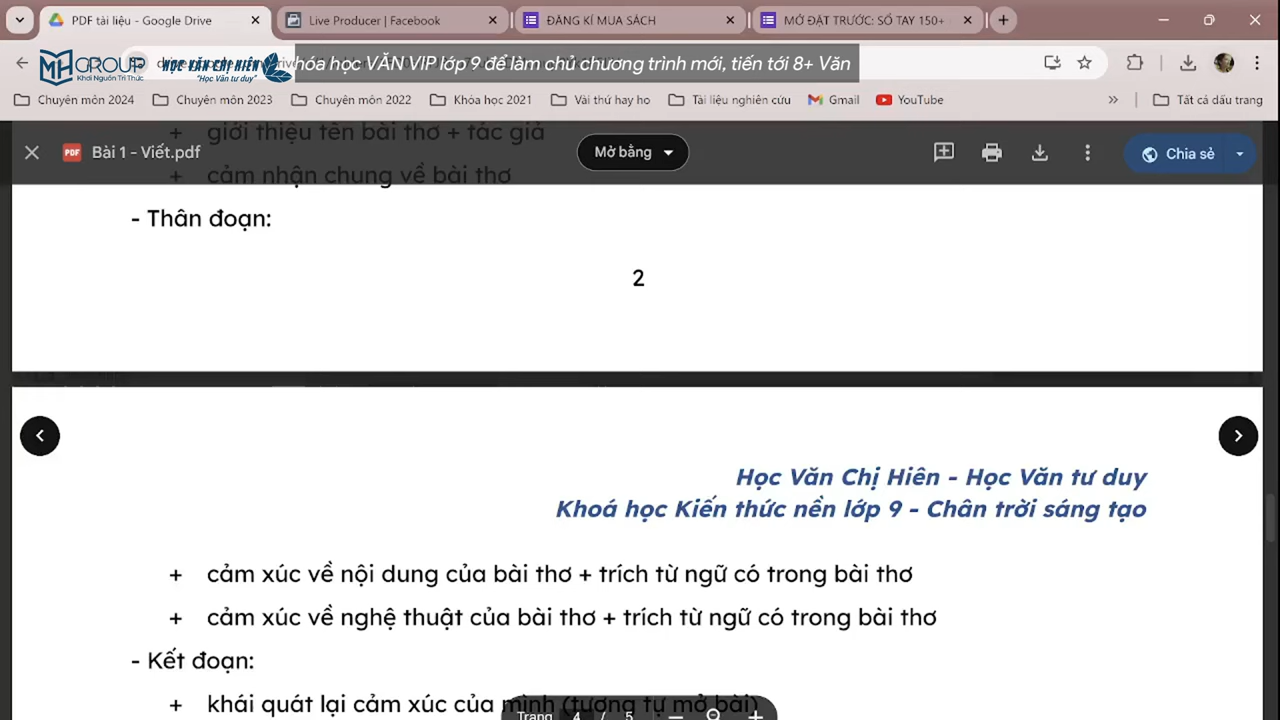 PDF tài liệu - Google Drive
Live Producer | Facebook
ĐĂNG KÍ MUA SÁCH
MỞ ĐẶT TRƯỚC: SỔ TAY 150+
MH GROUP
Khơi Nguồn Tri Thức
HỌC VĂN CHỊ HIÊN
"Học Văn tư duy"
khóa học VĂN VIP lớp 9 để làm chủ chương trình mới, tiến tới 8+ Văn
Chuyên môn 2024
Chuyên môn 2023
Chuyên môn 2022
Khóa học 2021
Vài thứ hay ho
Tài liệu nghiên cứu
Gmail
YouTube
»
Tất cả dấu trang
+ giới thiệu tên bài thơ + tác giả
PDF Bài 1 - Viết.pdf
Mở bằng
Chia sẻ
+ cảm nhận chung về bài thơ
- Thân đoạn:
2
Học Văn Chị Hiên - Học Văn tư duy
Khoá học Kiến thức nền lớp 9 - Chân trời sáng tạo
+ cảm xúc về nội dung của bài thơ + trích từ ngữ có trong bài thơ
+ cảm xúc về nghệ thuật của bài thơ + trích từ ngữ có trong bài thơ
- Kết đoạn:
+ khái quát lại cảm xúc của mình (tương tự mở bài)
Trang 4 / 5